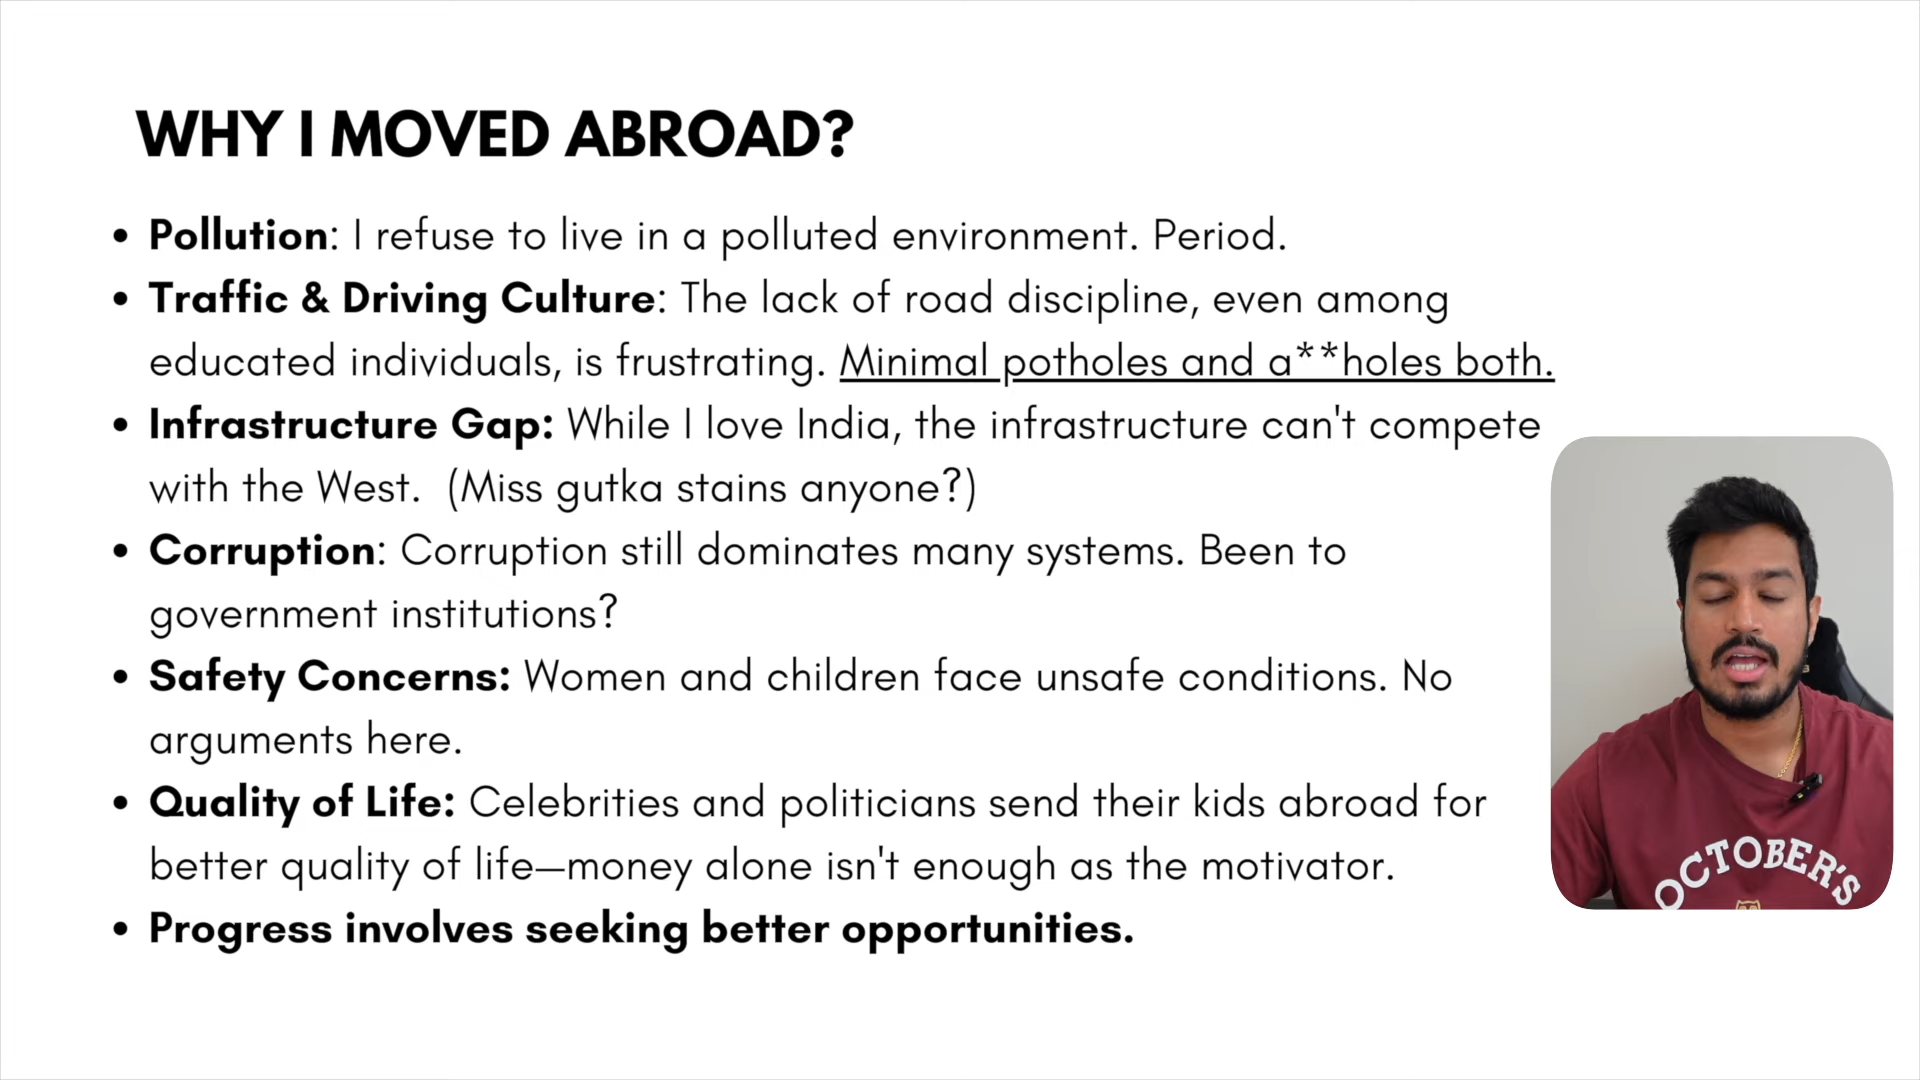 WHY I MOVED ABROAD?
• Pollution: I refuse to live in a polluted environment. Period.
• Traffic & Driving Culture: The lack of road discipline, even among
educated individuals, is frustrating. Minimal potholes and a**holes both.
• Infrastructure Gap: While I love India, the infrastructure can't compete
with the West.  (Miss gutka stains anyone?)
• Corruption: Corruption still dominates many systems. Been to
government institutions?
• Safety Concerns: Women and children face unsafe conditions. No
arguments here.
• Quality of Life: Celebrities and politicians send their kids abroad for
better quality of life—money alone isn't enough as the motivator.
• Progress involves seeking better opportunities.
OCTOBER'S